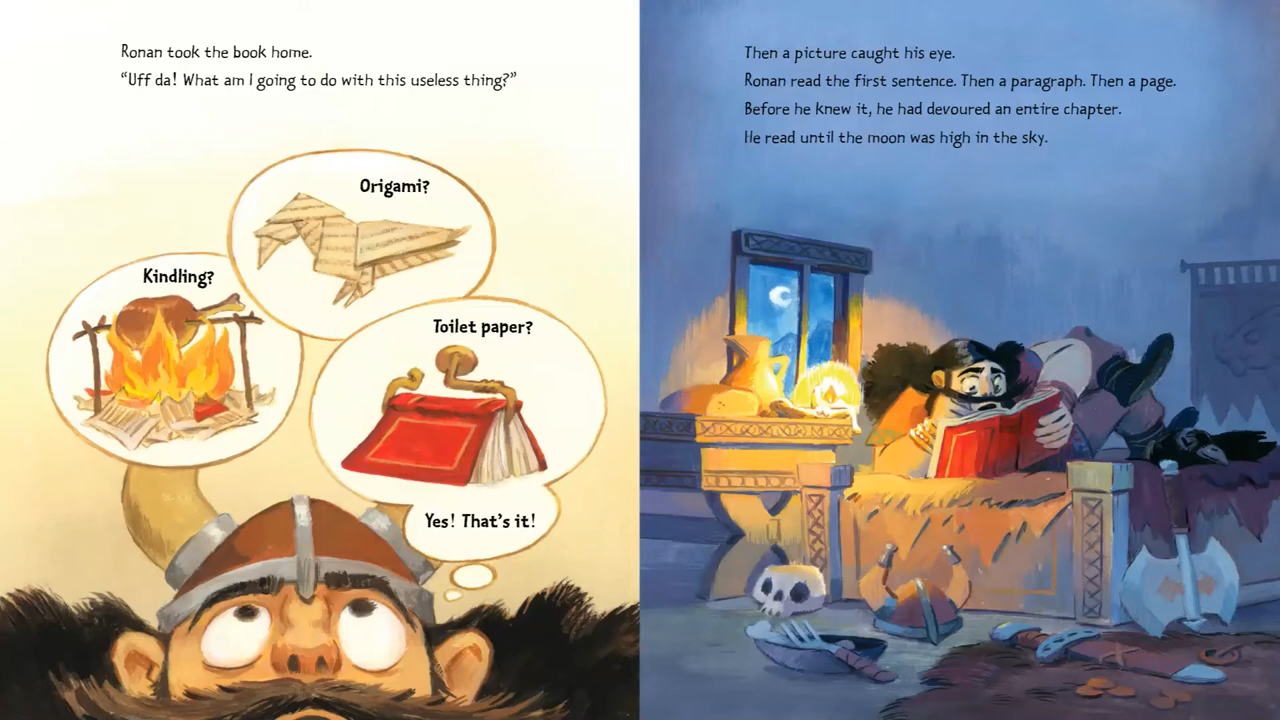 Ronan took the book home.
“Uff da! What am I going to do with this useless thing?”
Origami?
Kindling?
Toilet paper?
Yes! That’s it!
Then a picture caught his eye.
Ronan read the first sentence. Then a paragraph. Then a page.
Before he knew it, he had devoured an entire chapter.
He read until the moon was high in the sky.